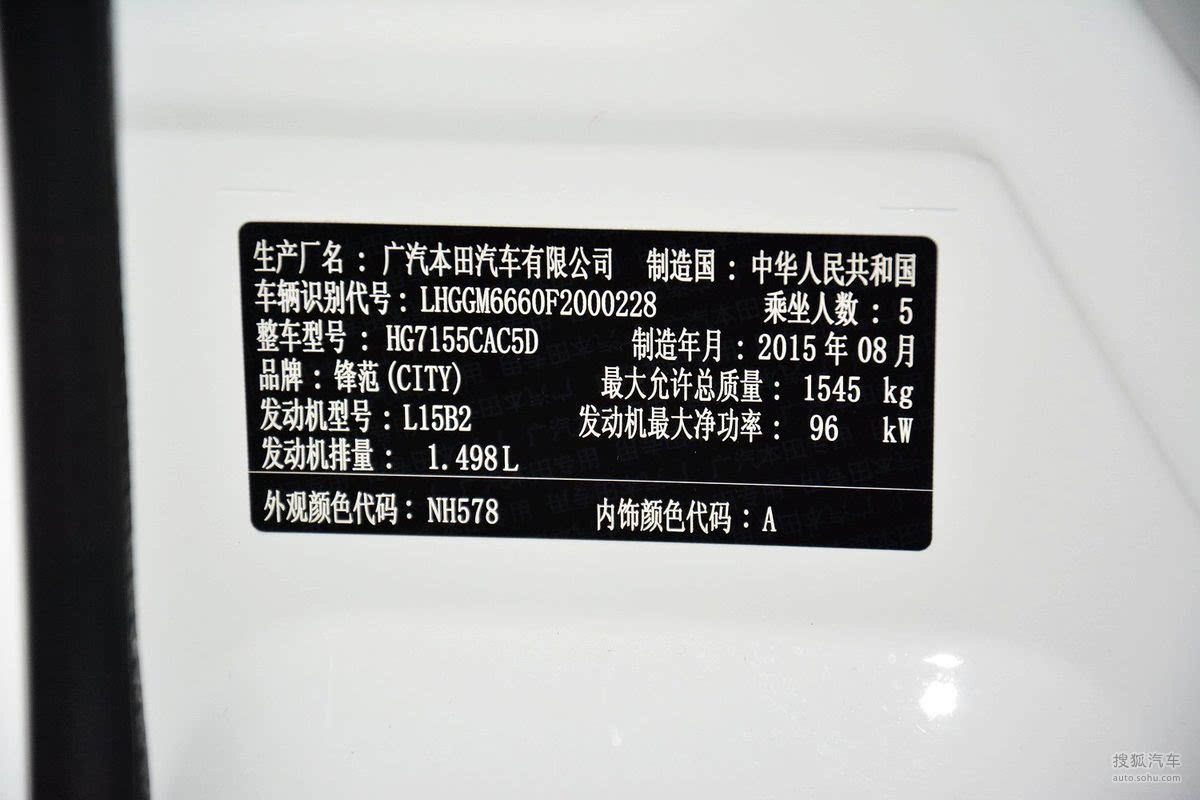 生产厂名：广汽本田汽车有限公司 制造国：中华人民共和国
车辆识别代号：LHGGM6660F2000228 乘坐人数：5
整车型号：HG7155CAC5D 制造年月：2015年08月
品牌：锋范(CITY) 最大允许总质量：1545 kg
发动机型号：L15B2 发动机最大净功率：96 kW
发动机排量：1.498L
外观颜色代码：NH578 内饰颜色代码：A
搜狐汽车
auto.sohu.com